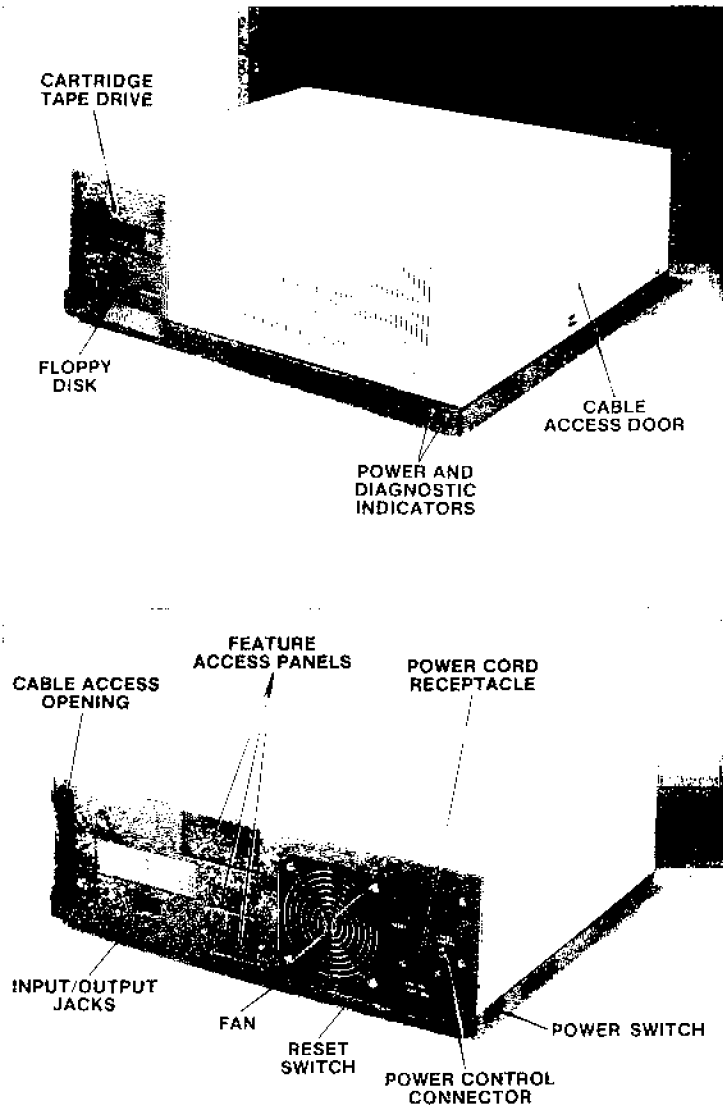 CARTRIDGE
TAPE DRIVE
FLOPPY
DISK
CABLE
ACCESS DOOR
POWER AND
DIAGNOSTIC
INDICATORS
FEATURE
ACCESS PANELS
POWER CORD
RECEPTACLE
CABLE ACCESS
OPENING
INPUT/OUTPUT
JACKS
FAN
RESET
SWITCH
POWER SWITCH
POWER CONTROL
CONNECTOR